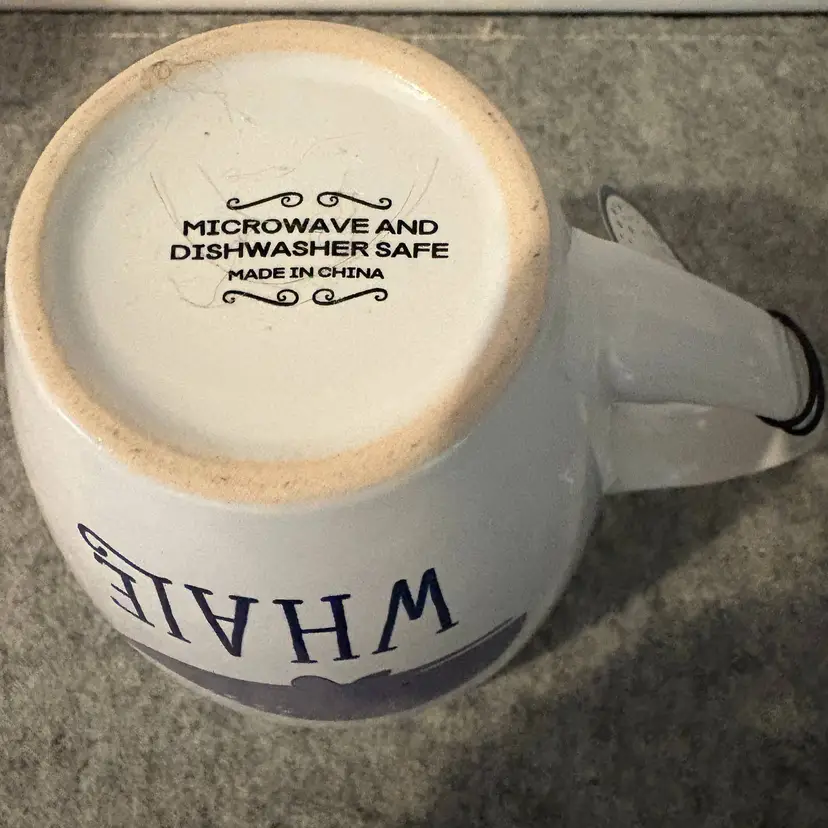 MICROWAVE AND
DISHWASHER SAFE
MADE IN CHINA
WHALE